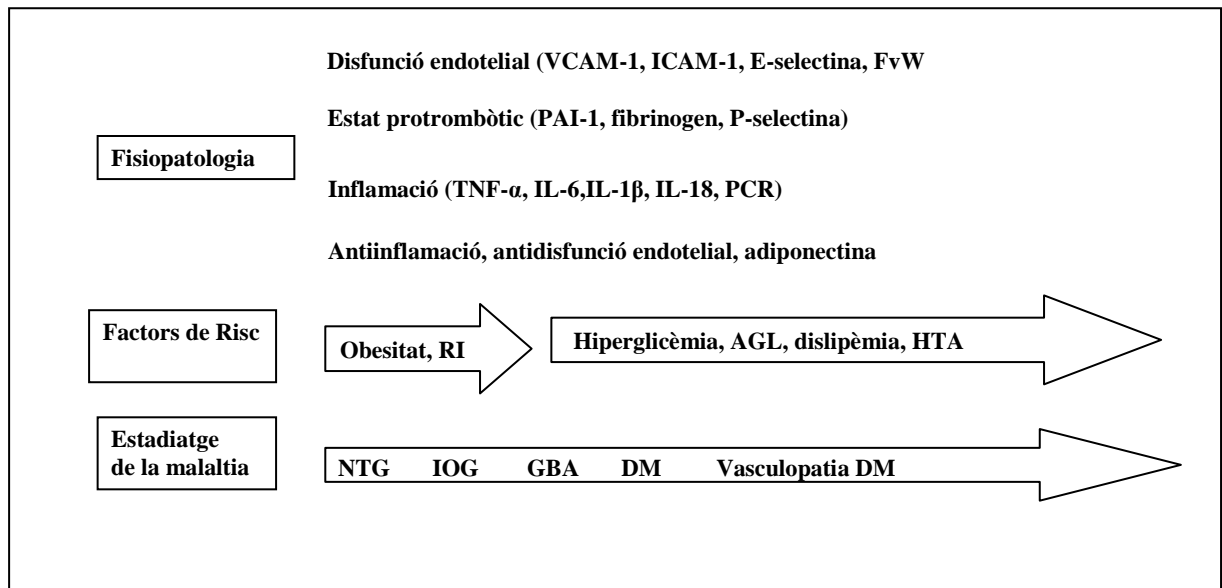 Disfunció endotelial (VCAM-1, ICAM-1, E-selectina, FvW
Estat protrombòtic (PAI-1, fibrinogen, P-selectina)
Fisiopatologia
Inflamació (TNF-α, IL-6,IL-1β, IL-18, PCR)
Antiinflamació, antidisfunció endotelial, adiponectina
Factors de Risc
Obesitat, RI
Hiperglicèmia, AGL, dislipèmia, HTA
Estadiatge
de la malaltia
NTG IOG GBA DM Vasculopatia DM